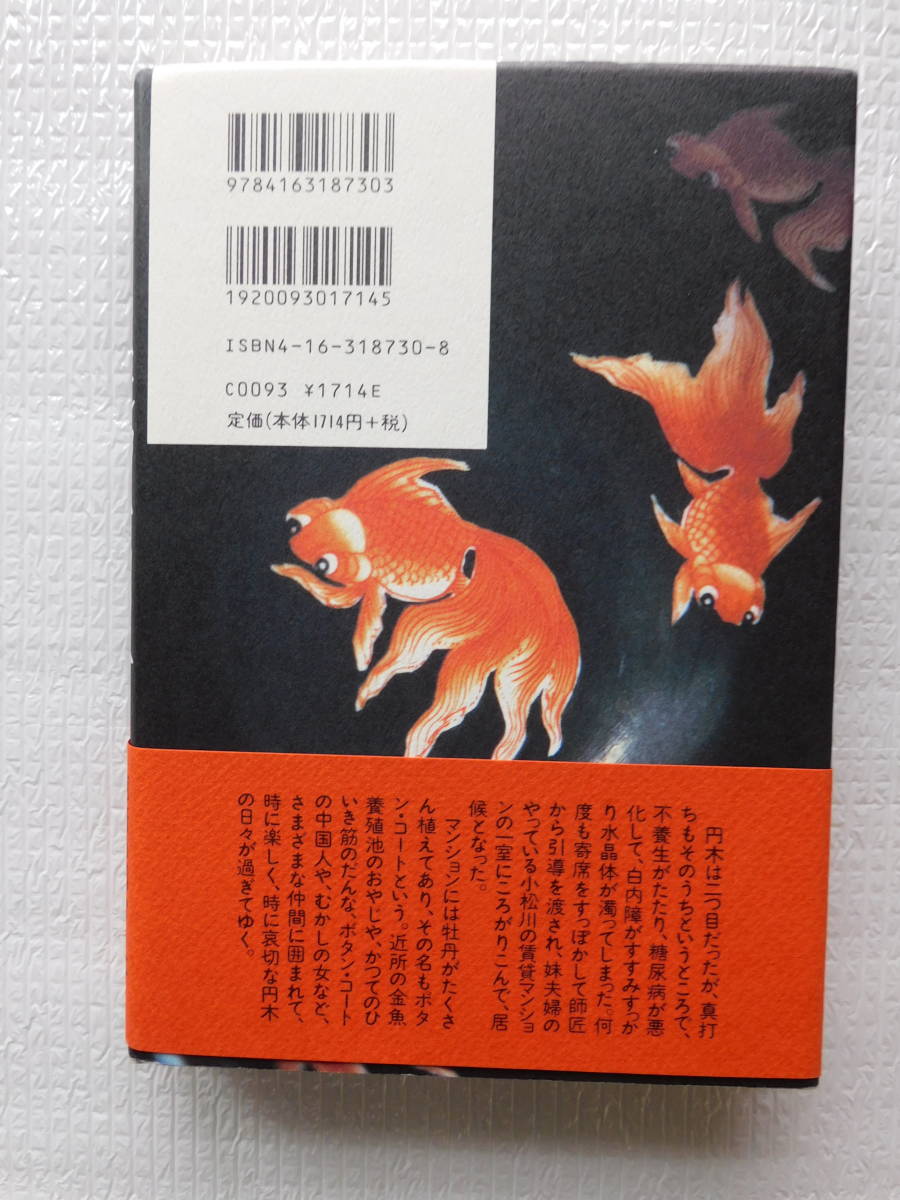 9784163187303
1920093017145
ISBN4-16-318730-8
C0093 ¥1714E
定価(本体1714円+税)
円木は二つ目だったが、真打
ちもそのうちというところで、
不養生がたたり、糖尿病が悪
化して、白内障がすすみすっか
り水晶体が濁ってしまった。何
度も寄席をすっぽかして師匠
から引導を渡され、妹夫婦の
やっている小松川の賃貸マンショ
ンの一室にころがりこんで、居
候となった。
マンションには牡丹がたくさ
ん植えてあり、その名もボタ
ン・コートという。近所の金魚
養殖池のおやじや、かつてのひ
いき筋のだんな、ボタン・コート
の中国人や、むかしの女など、
さまざまな仲間に囲まれて、
時に楽しく、時に哀切な円木
の日々が過ぎてゆく。